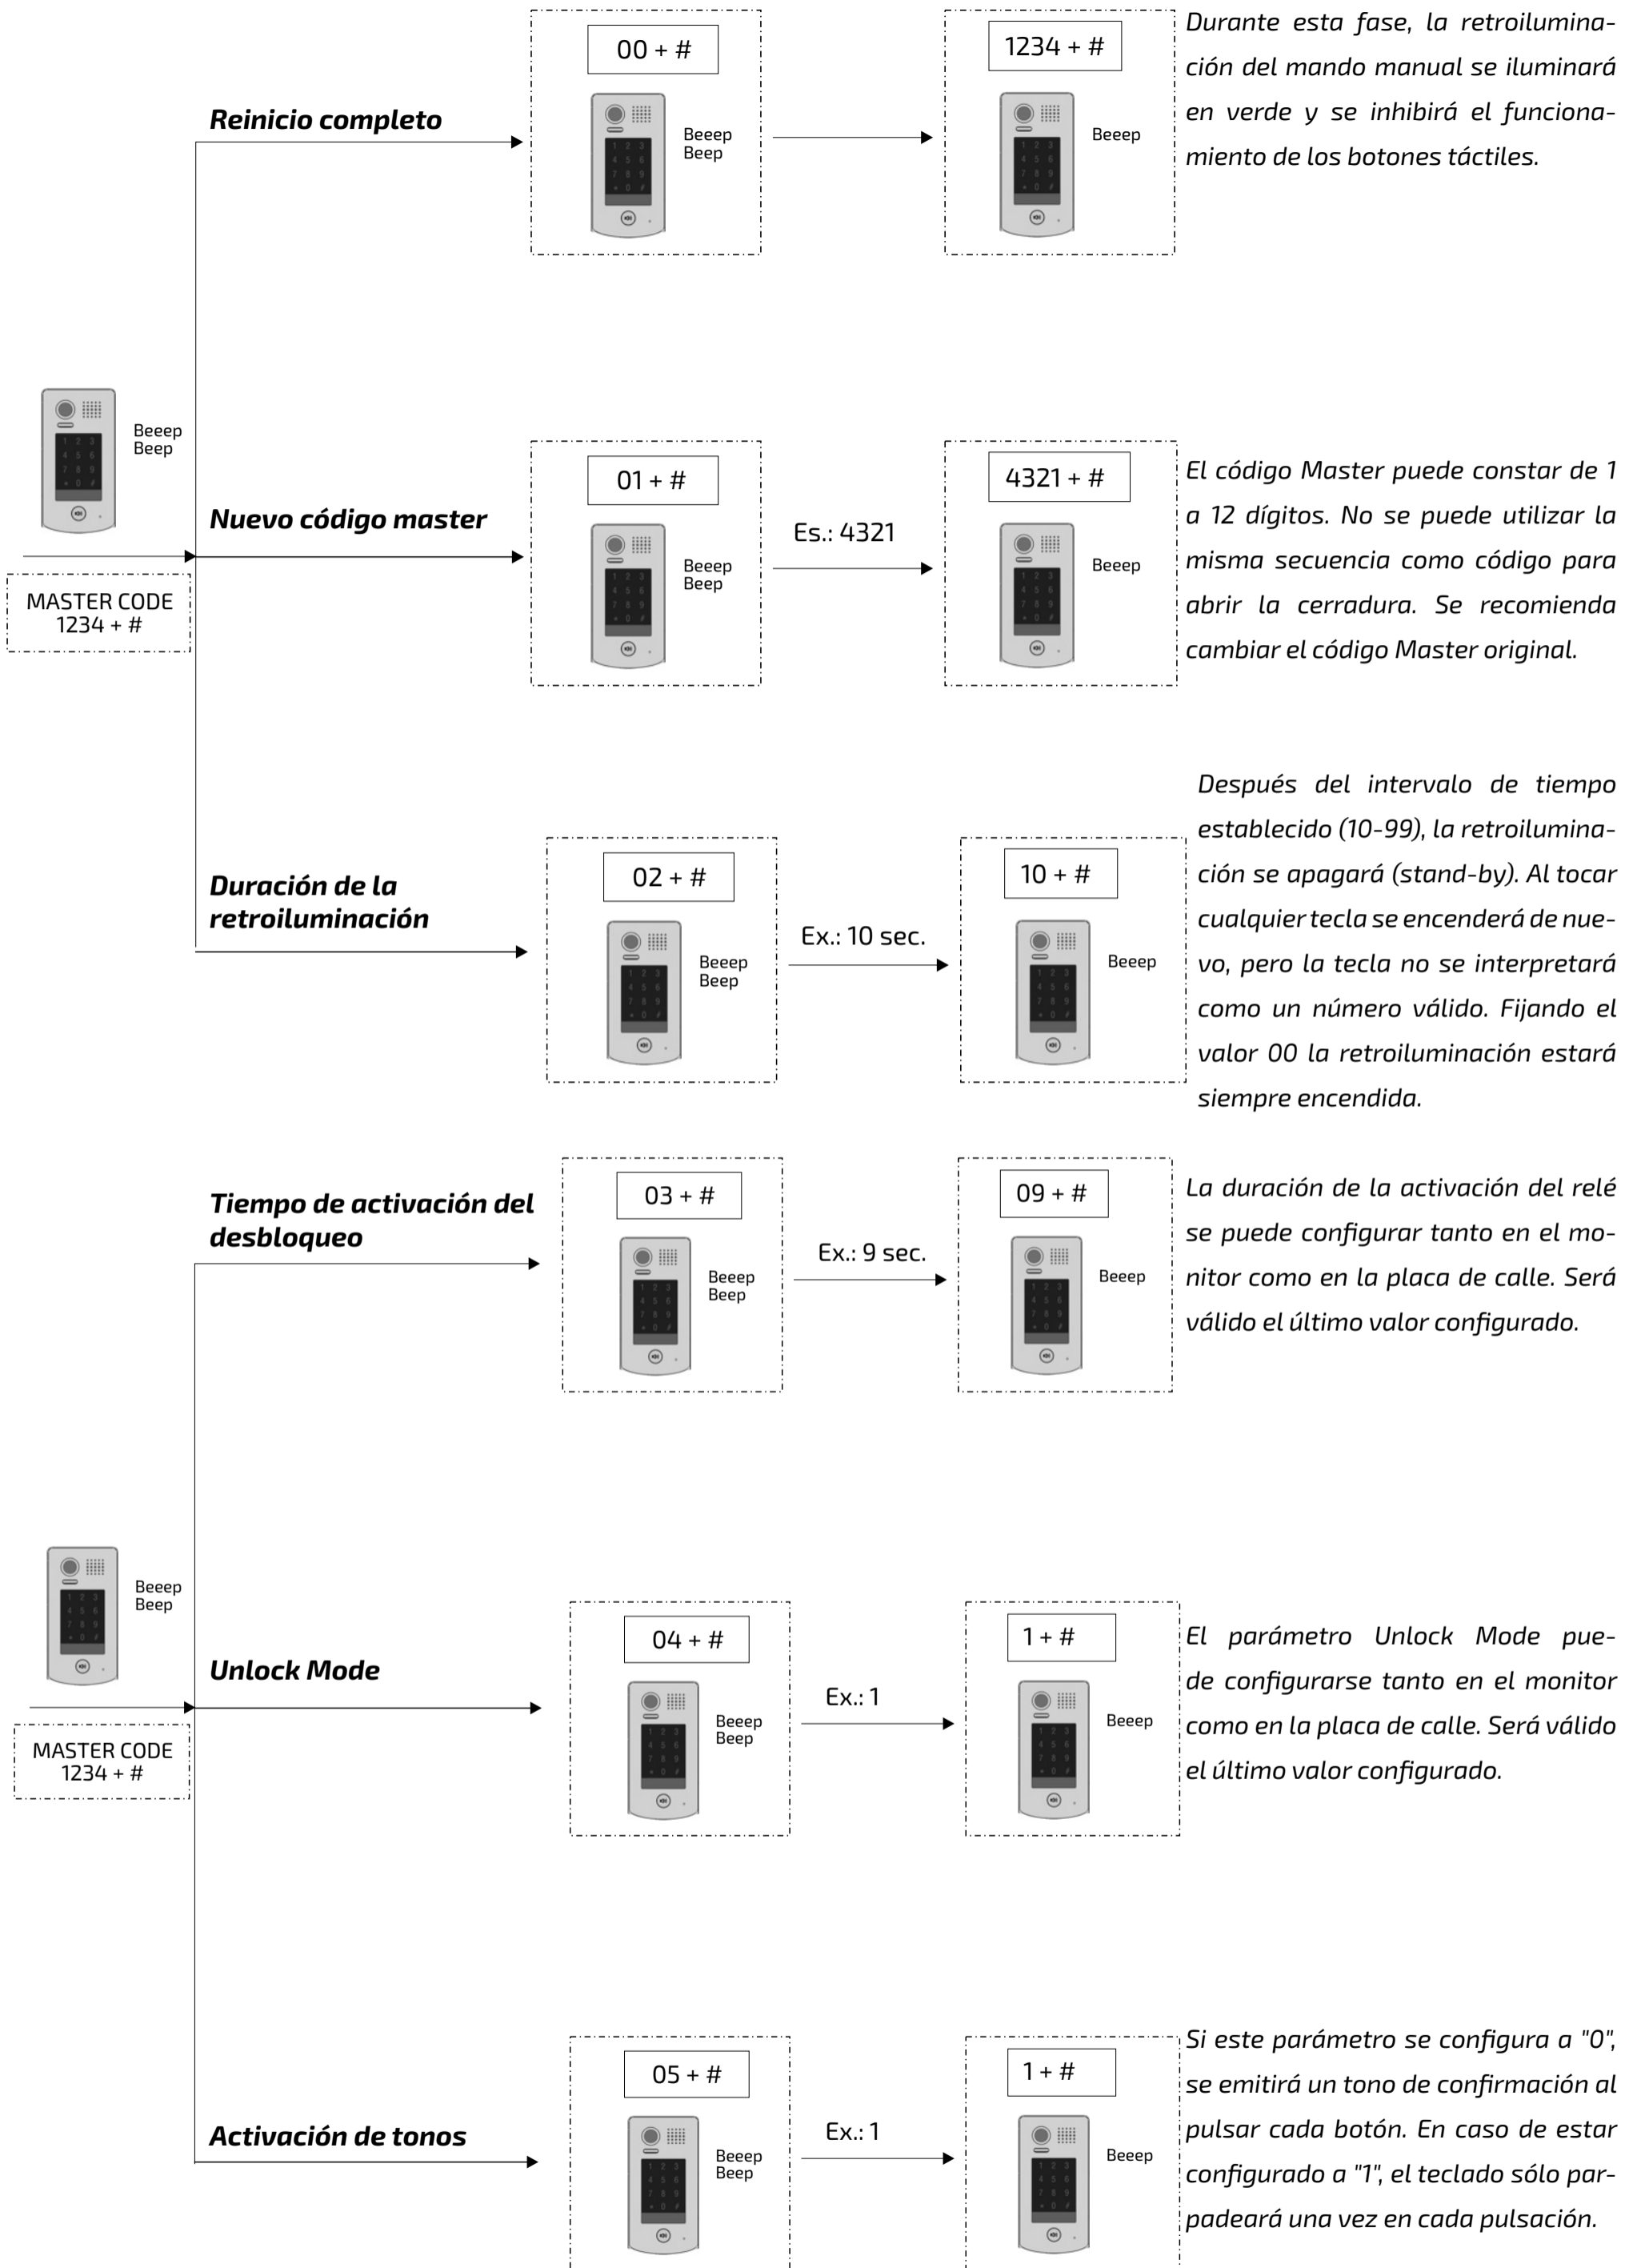 Reinicio completo
00 + #
Beeep
Beep
1234 + #
Beeep
Durante esta fase, la retroilumina-
ción del mando manual se iluminará
en verde y se inhibirá el funciona-
miento de los botones táctiles.
Beeep
Beep
MASTER CODE
1234 + #
Nuevo código master
01 + #
Beeep
Beep
Es.: 4321
4321 + #
Beeep
El código Master puede constar de 1
a 12 dígitos. No se puede utilizar la
misma secuencia como código para
abrir la cerradura. Se recomienda
cambiar el código Master original.
Duración de la
retroiluminación
02 + #
Beeep
Beep
Ex.: 10 sec.
10 + #
Beeep
Después del intervalo de tiempo
establecido (10-99), la retroilumina-
ción se apagará (stand-by). Al tocar
cualquier tecla se encenderá de nue-
vo, pero la tecla no se interpretará
como un número válido. Fijando el
valor 00 la retroiluminación estará
siempre encendida.
Tiempo de activación del
desbloqueo
03 + #
Beeep
Beep
Ex.: 9 sec.
09 + #
Beeep
La duración de la activación del relé
se puede configurar tanto en el mo-
nitor como en la placa de calle. Será
válido el último valor configurado.
Beeep
Beep
MASTER CODE
1234 + #
Unlock Mode
04 + #
Beeep
Beep
Ex.: 1
1 + #
Beeep
El parámetro Unlock Mode pue-
de configurarse tanto en el monitor
como en la placa de calle. Será válido
el último valor configurado.
Activación de tonos
05 + #
Beeep
Beep
Ex.: 1
1 + #
Beeep
Si este parámetro se configura a "0",
se emitirá un tono de confirmación al
pulsar cada botón. En caso de estar
configurado a "1", el teclado sólo par-
padeará una vez en cada pulsación.